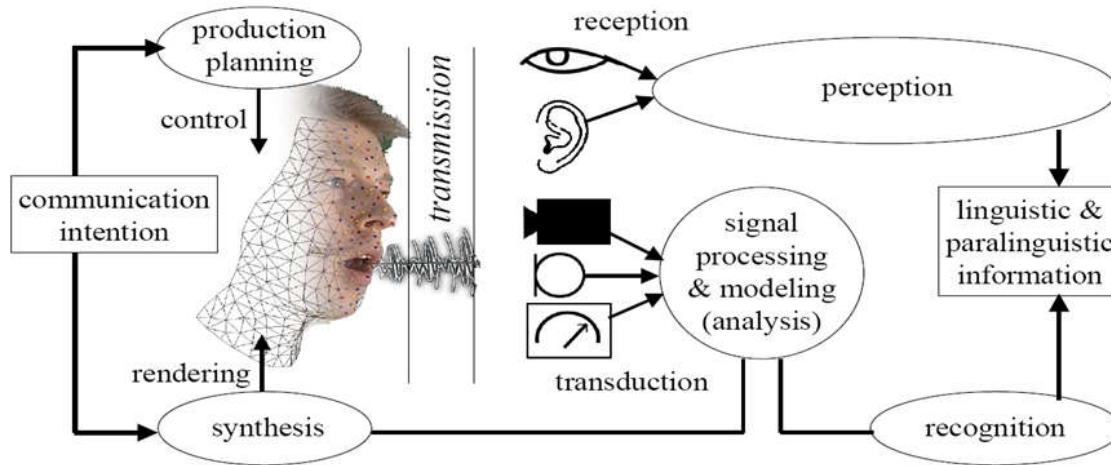 production
planning
control
communication
intention
rendering
synthesis
transmission
reception
perception
signal
processing
& modeling
(analysis)
transduction
linguistic &
paralinguistic
information
recognition